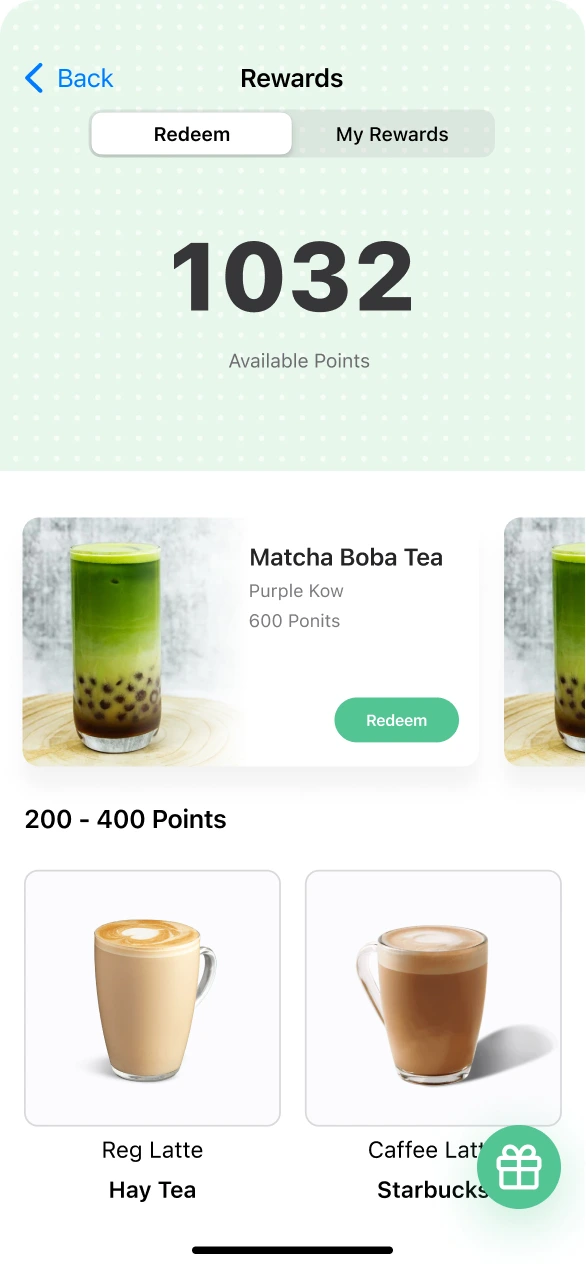 Back
Rewards
Redeem
My Rewards
1032
Available Points
Matcha Boba Tea
Purple Kow
600 Ponits
Redeem
200 - 400 Points
Reg Latte
Caffee Latt
Hay Tea
Starbucks